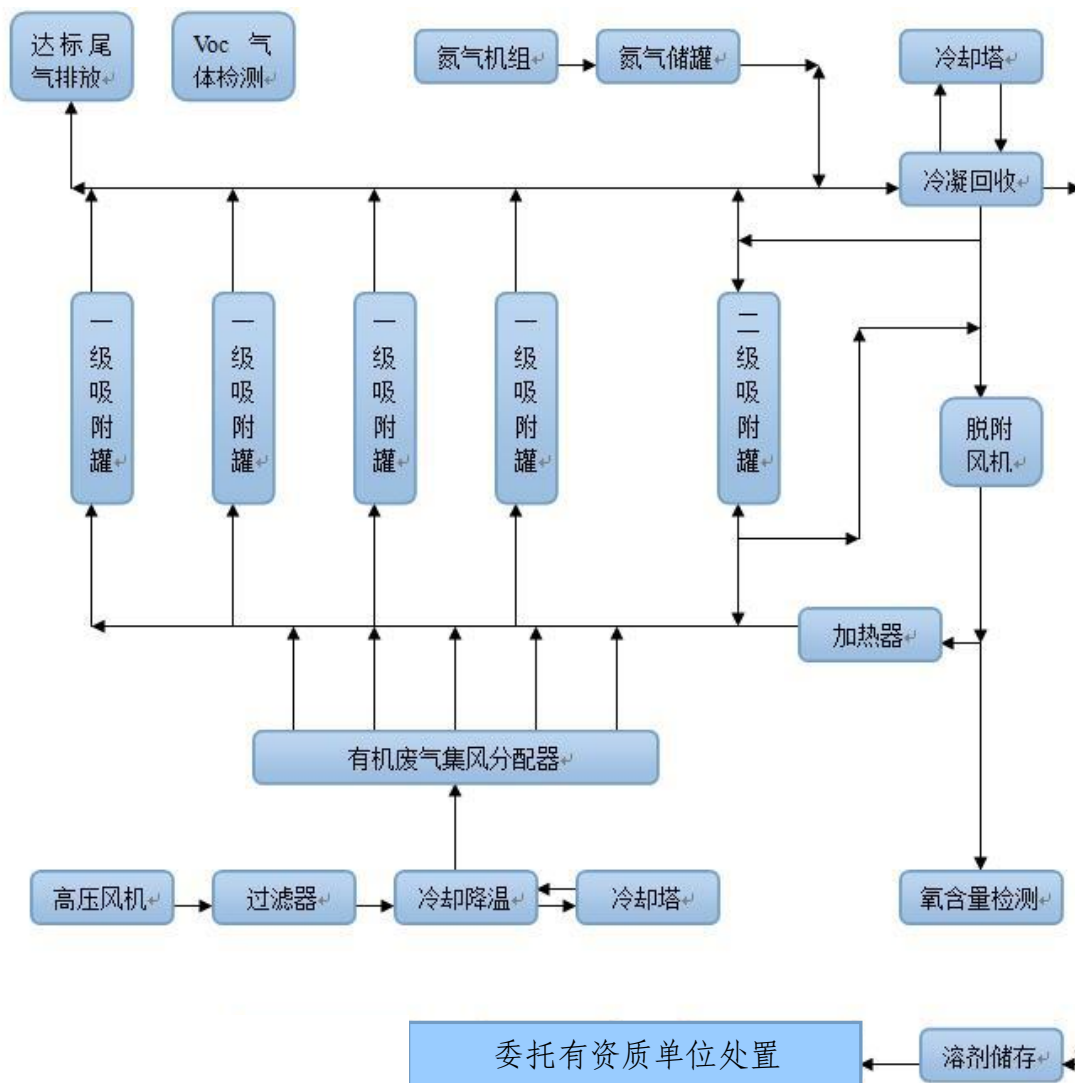 达标尾
气排放↵
Voc 气
体检测↵
氮气机组↵
氮气储罐↵
冷却塔↵
冷凝回收↵
一
级
吸
附
罐↵
一
级
吸
附
罐↵
一
级
吸
附
罐↵
一
级
吸
附
罐↵
二
级
吸
附
罐↵
脱附
风机↵
加热器↵
有机废气集风分配器↵
高压风机↵
过滤器↵
冷却降温↵
冷却塔↵
氧含量检测↵
委托有资质单位处置
溶剂储存↵